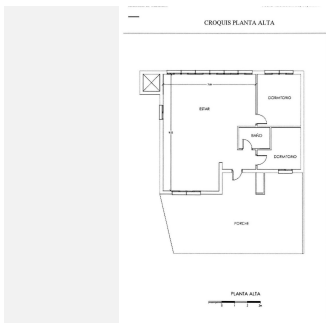 CROQUIS PLANTA ALTA
DORMITORIO
ESTAR
BAÑO
DORMITORIO
PORCHE
PLANTA ALTA